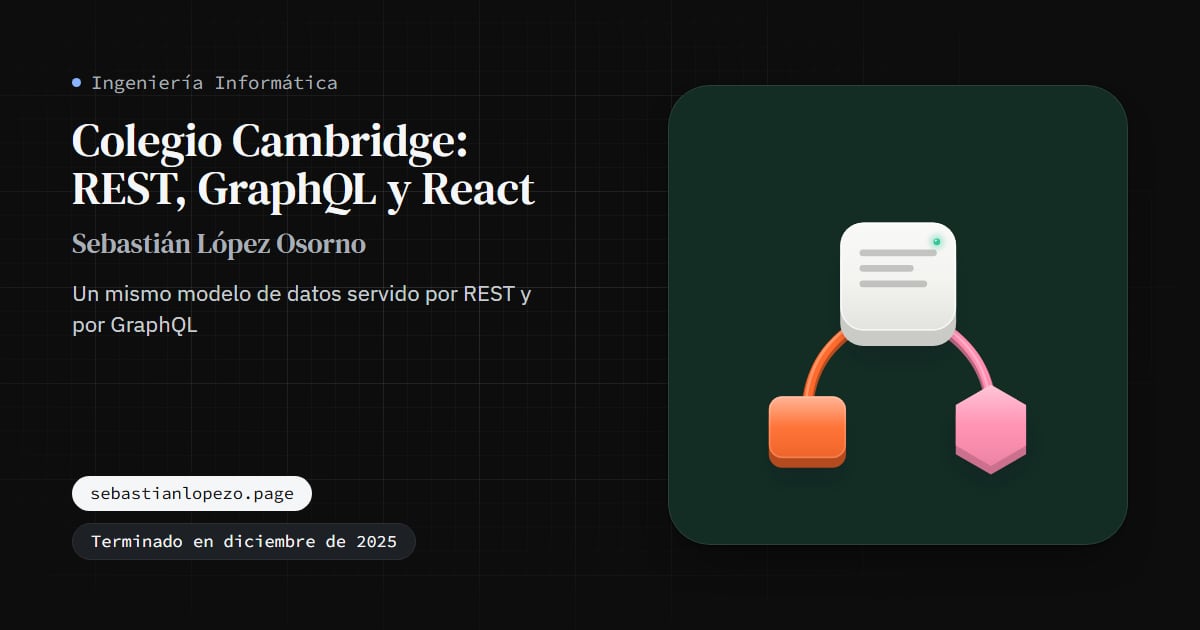 Ingeniería Informática
Colegio Cambridge:
REST, GraphQL y React
Sebastián López Osorno
Un mismo modelo de datos servido por REST y
por GraphQL
sebastianlopezo.page
Terminado en diciembre de 2025